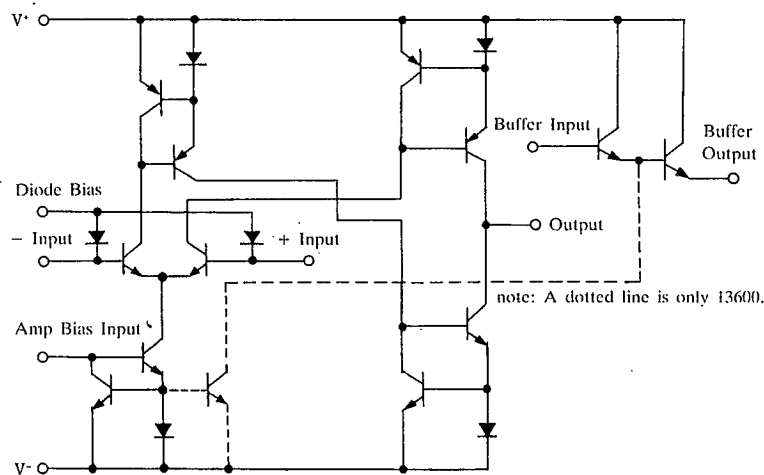 V+
Buffer Input
Buffer
Output
Diode Bias
− Input
+ Input
Output
note: A dotted line is only 13600.
Amp Bias Input
V-